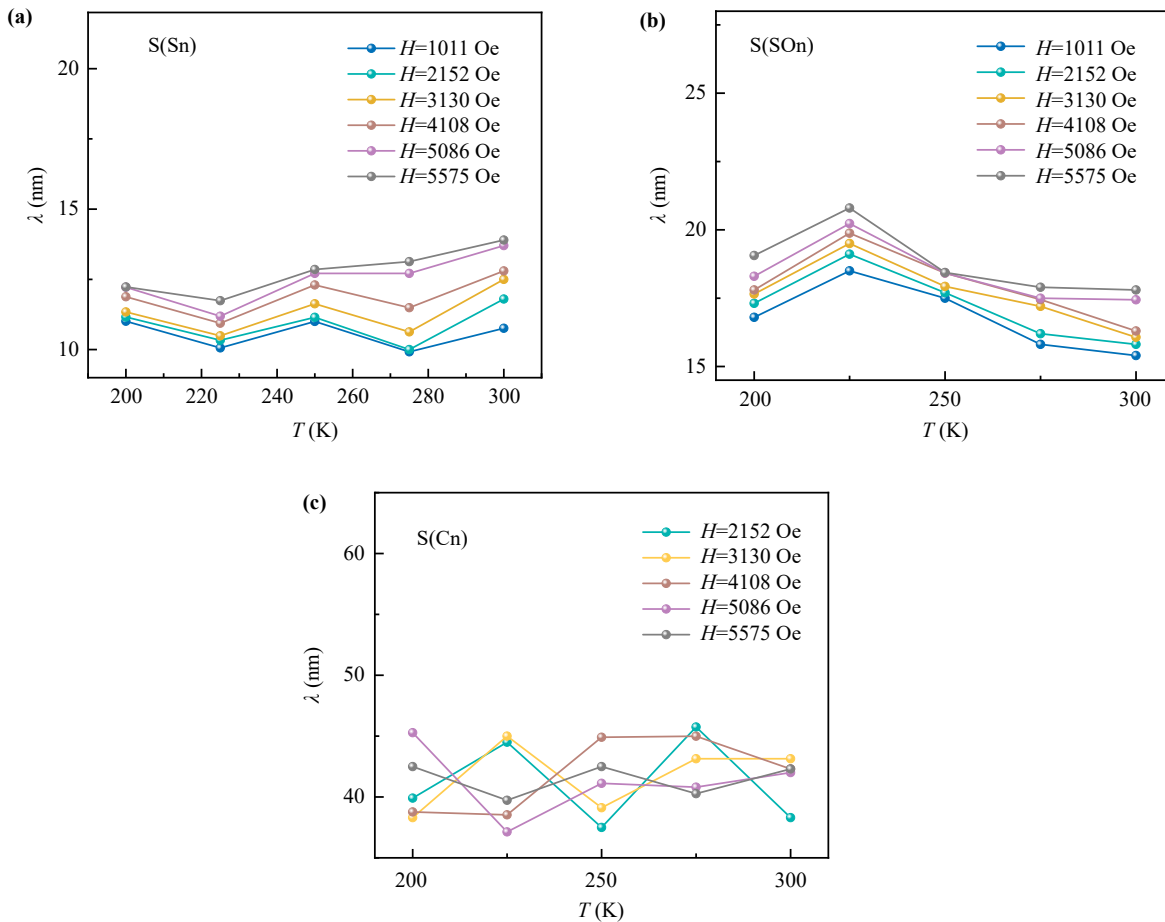 (a)
S(Sn)
H=1011 Oe
H=2152 Oe
H=3130 Oe
H=4108 Oe
H=5086 Oe
H=5575 Oe
20
15
10
λ (nm)
200 220 240 260 280 300
T (K)
(b)
S(SOn)
H=1011 Oe
H=2152 Oe
H=3130 Oe
H=4108 Oe
H=5086 Oe
H=5575 Oe
25
20
15
λ (nm)
200 250 300
T (K)
(c)
S(Cn)
H=2152 Oe
H=3130 Oe
H=4108 Oe
H=5086 Oe
H=5575 Oe
60
50
40
λ (nm)
200 250 300
T (K)